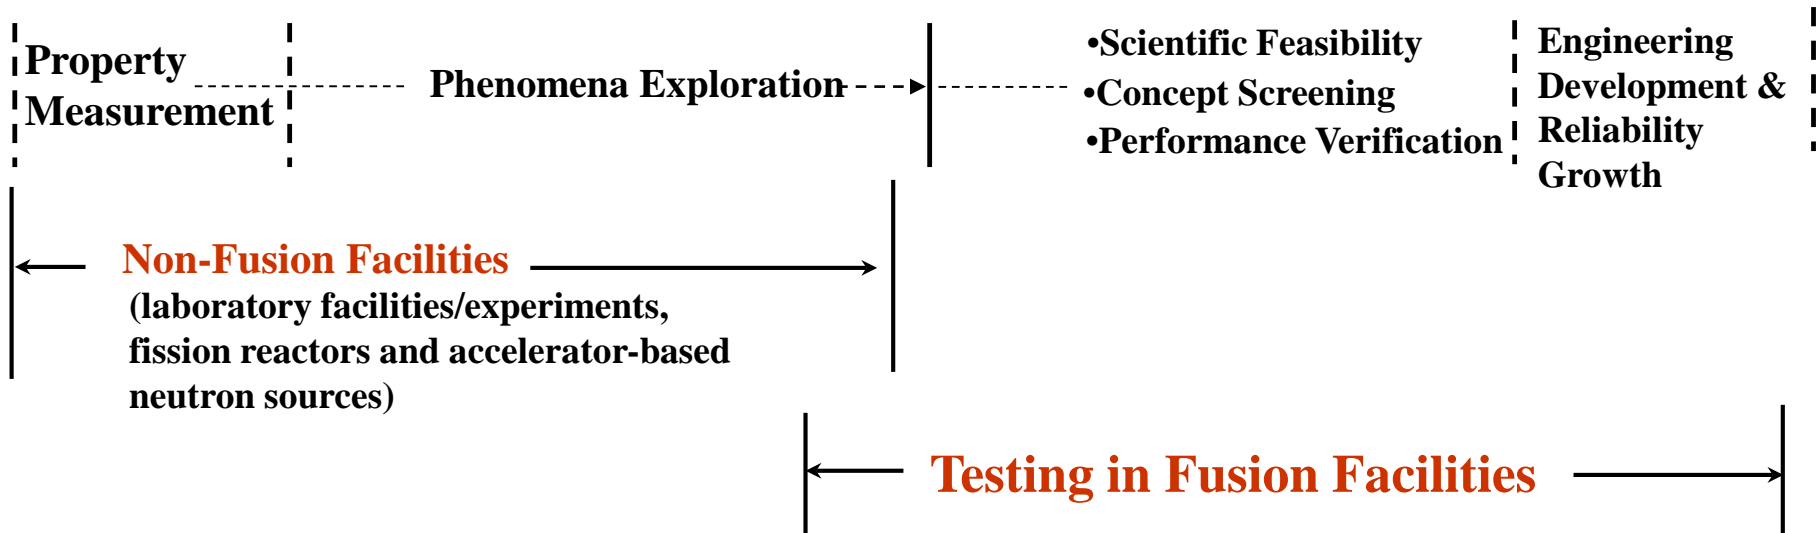 Property
Measurement
Phenomena Exploration
•Scientific Feasibility
•Concept Screening
•Performance Verification
Engineering
Development &
Reliability
Growth
Non-Fusion Facilities
(laboratory facilities/experiments,
fission reactors and accelerator-based
neutron sources)
Testing in Fusion Facilities